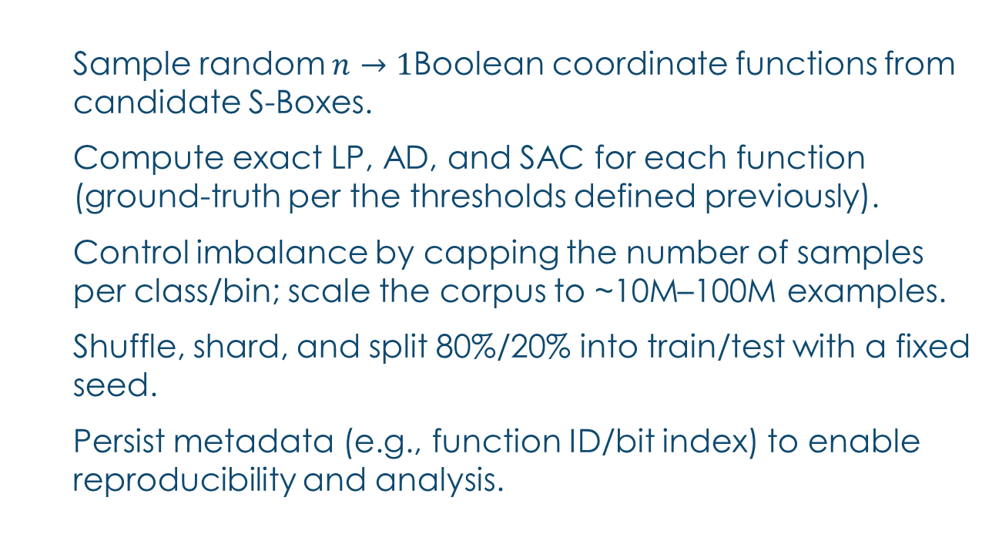 Sample random n → 1Boolean coordinate functions from
candidate S-Boxes.
Compute exact LP, AD, and SAC for each function
(ground-truth per the thresholds defined previously).
Control imbalance by capping the number of samples
per class/bin; scale the corpus to ~10M–100M examples.
Shuffle, shard, and split 80%/20% into train/test with a fixed
seed.
Persist metadata (e.g., function ID/bit index) to enable
reproducibility and analysis.